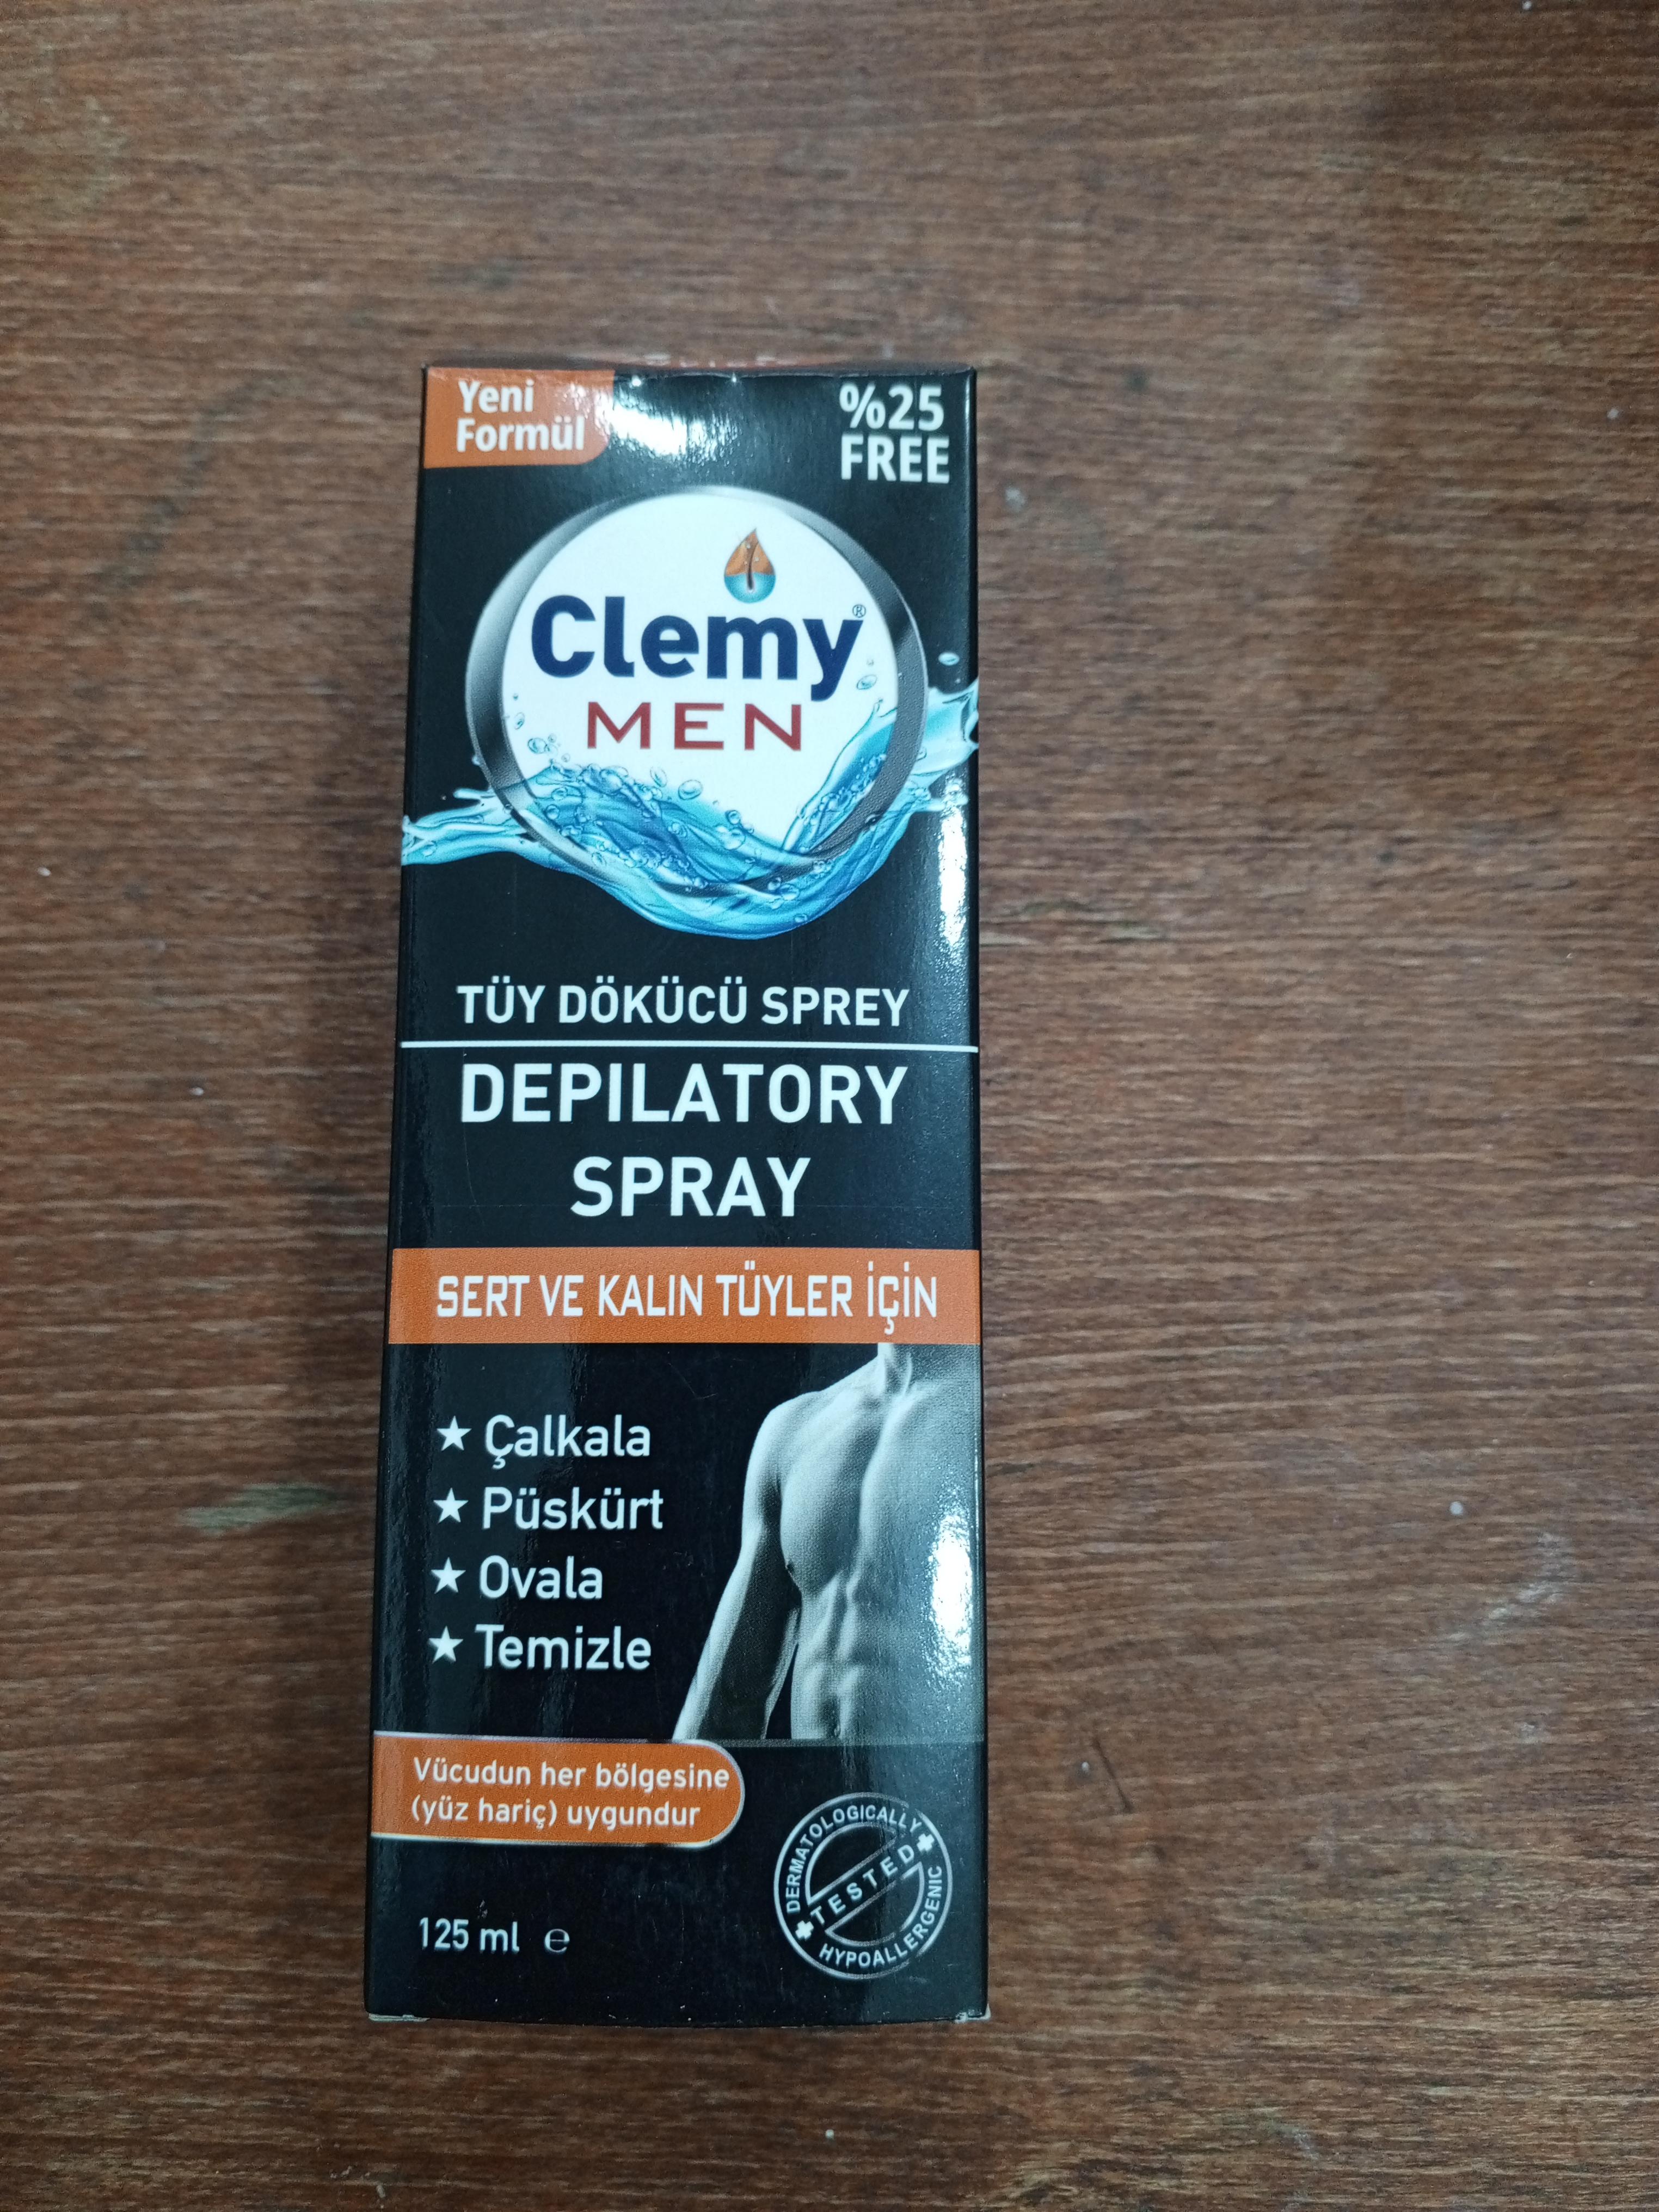 Yeni
Formül
%25
FREE
Clemy®
MEN
TÜY DÖKÜCÜ SPREY
DEPILATORY
SPRAY
SERT VE KALIN TÜYLER İÇİN
★ Çalkala
★ Püskürt
★ Ovala
★ Temizle
Vücudun her bölgesine
(yüz hariç) uygundur
125 ml ℮
DERMATOLOGICALLY
TESTED
HYPOALLERGENIC